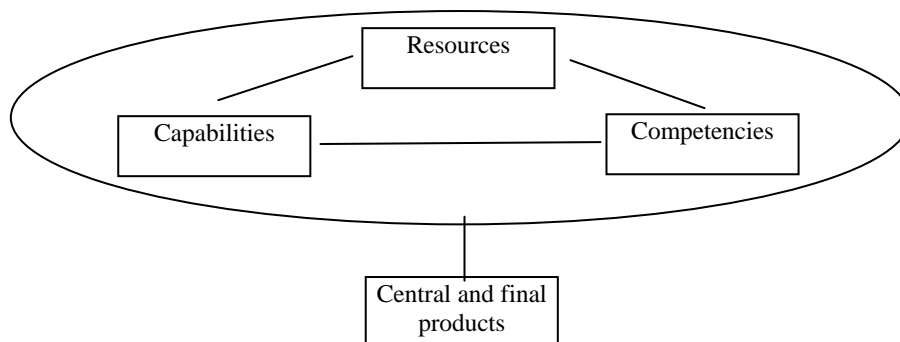 Resources
Capabilities
Competencies
Central and final
products